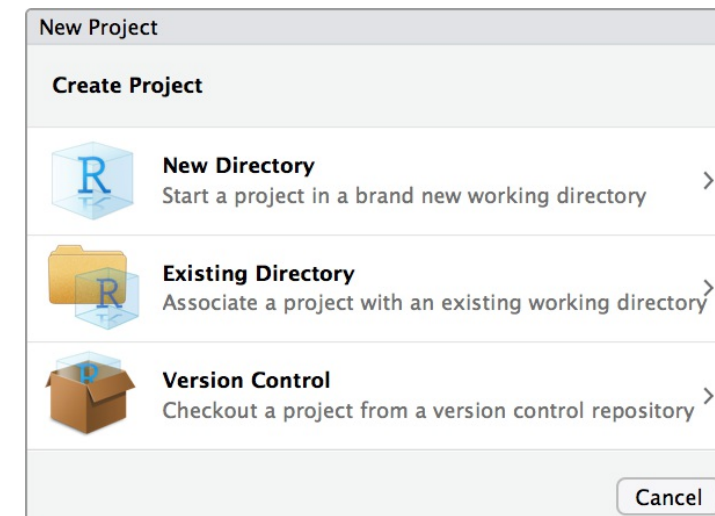 New Project
Create Project
R
New Directory
Start a project in a brand new working directory
R
Existing Directory
Associate a project with an existing working directory
R
Version Control
Checkout a project from a version control repository
Cancel